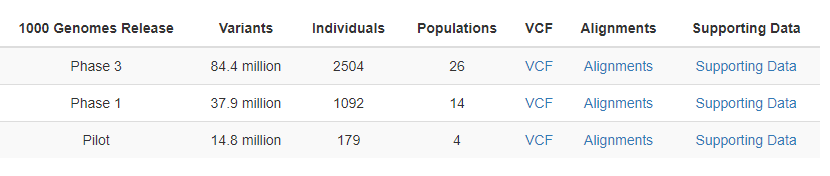 1000 Genomes Release Variants Individuals Populations VCF Alignments Supporting Data
Phase 3 84.4 million 2504 26 VCF Alignments Supporting Data
Phase 1 37.9 million 1092 14 VCF Alignments Supporting Data
Pilot 14.8 million 179 4 VCF Alignments Supporting Data